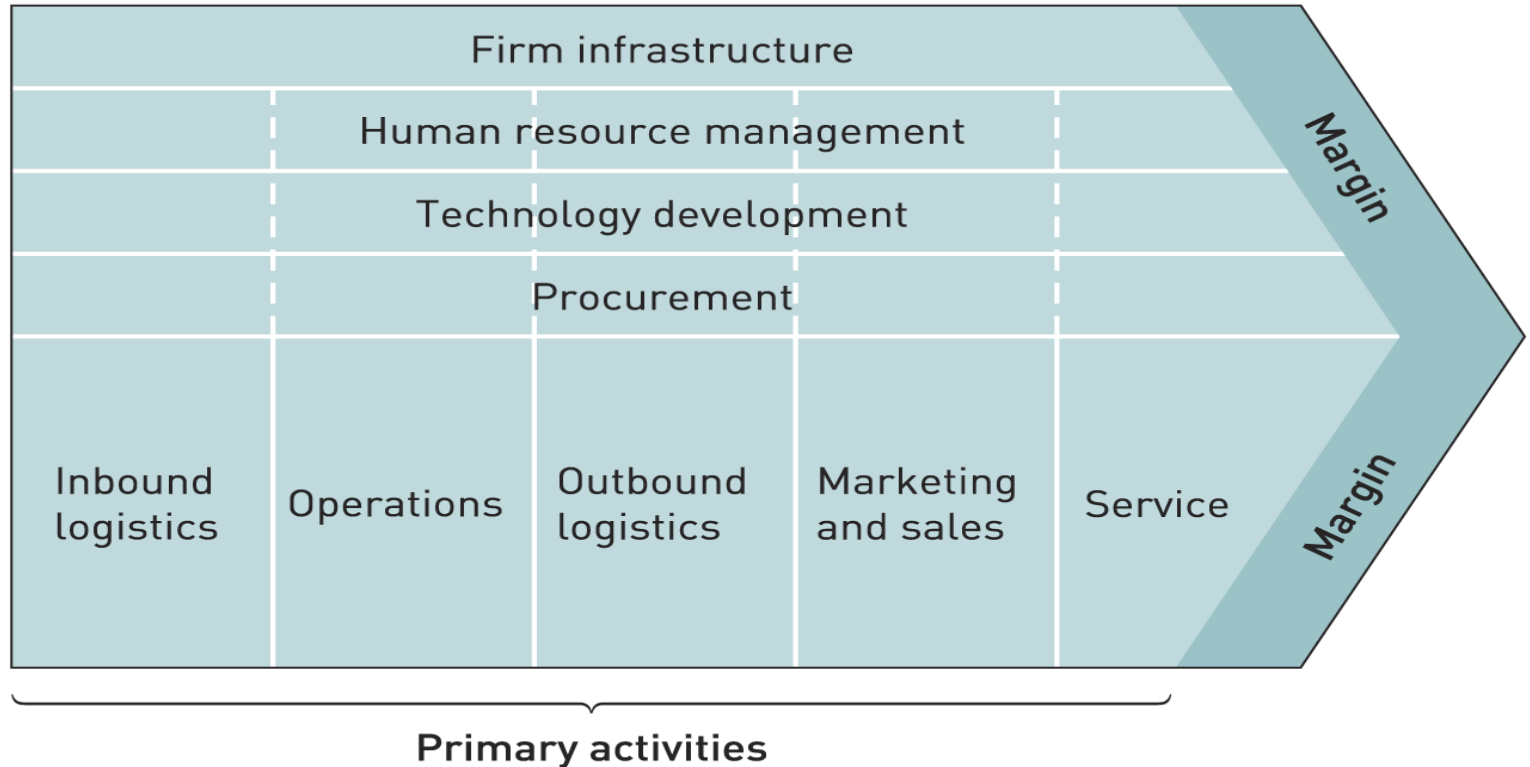 Firm infrastructure
Human resource management
Technology development
Procurement
Margin
Inbound
logistics
Operations
Outbound
logistics
Marketing
and sales
Service
Margin
Primary activities